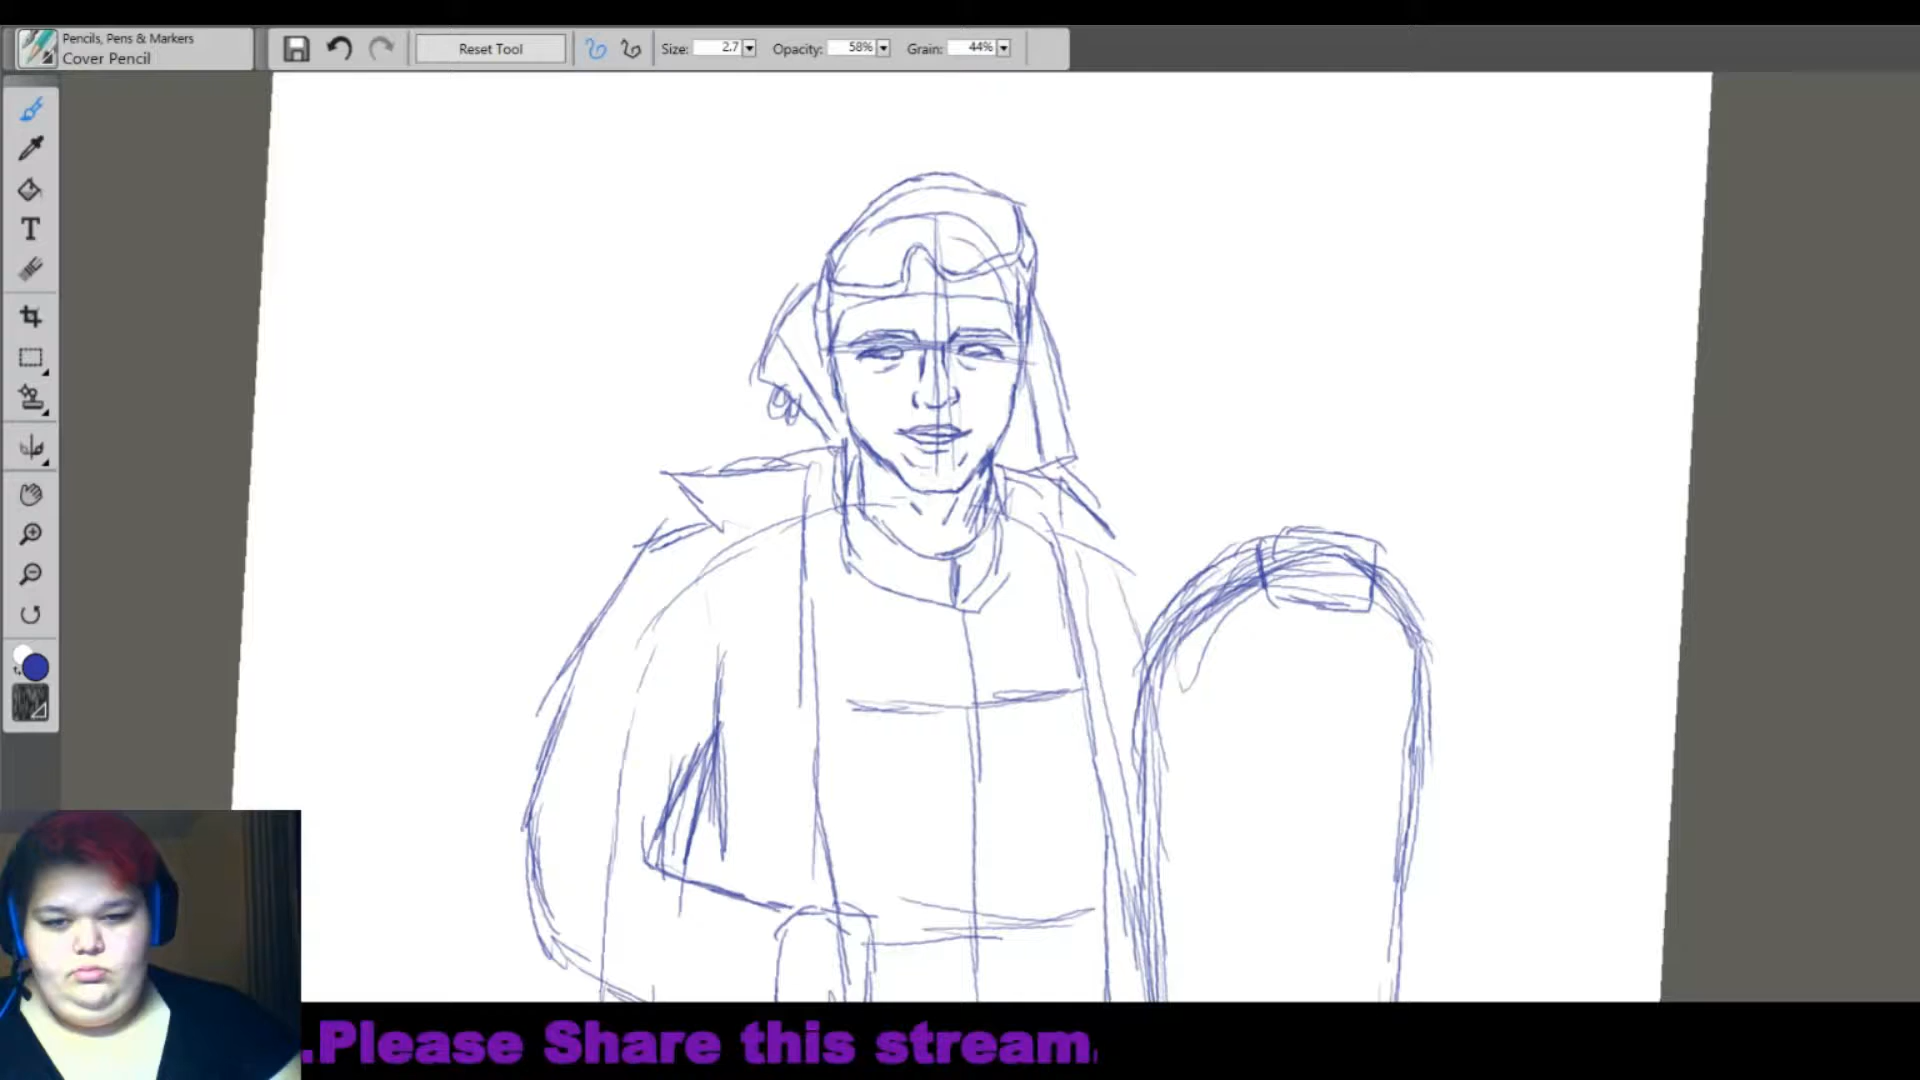 Pencils, Pens & Markers
Cover Pencil
Reset Tool
Size: 2.7
Opacity: 58%
Grain: 44%
T
.Please Share this stream.